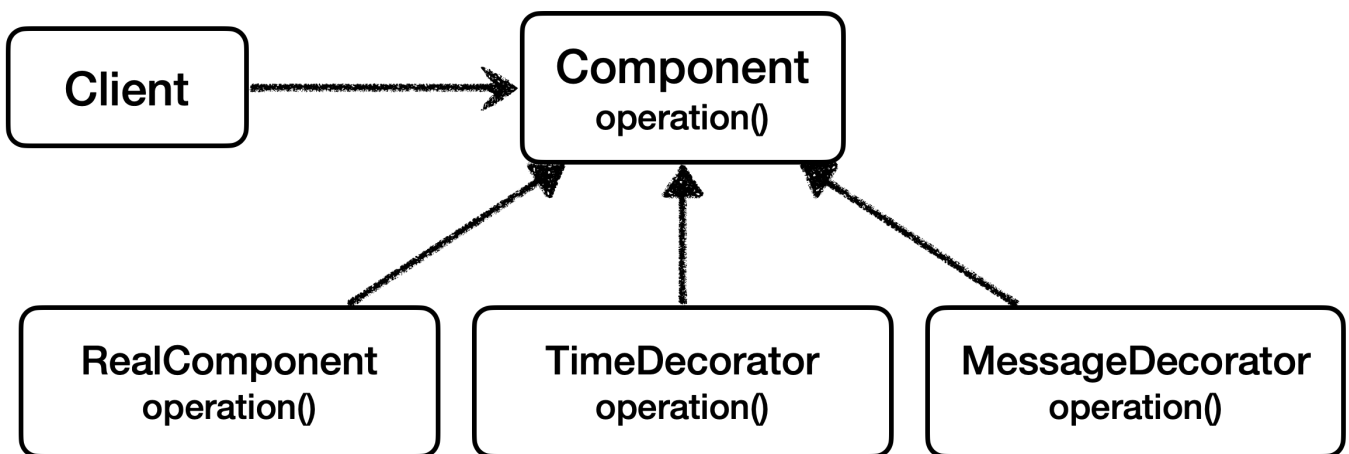 Client
Component
operation()
RealComponent
operation()
TimeDecorator
operation()
MessageDecorator
operation()